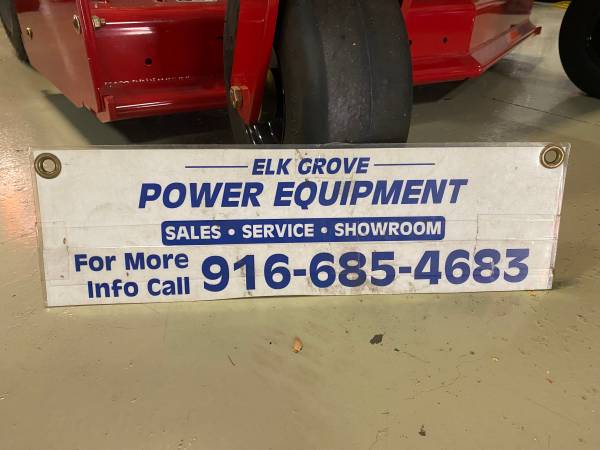 ELK GROVE
POWER EQUIPMENT
SALES • SERVICE • SHOWROOM
For More
Info Call 916-685-4683